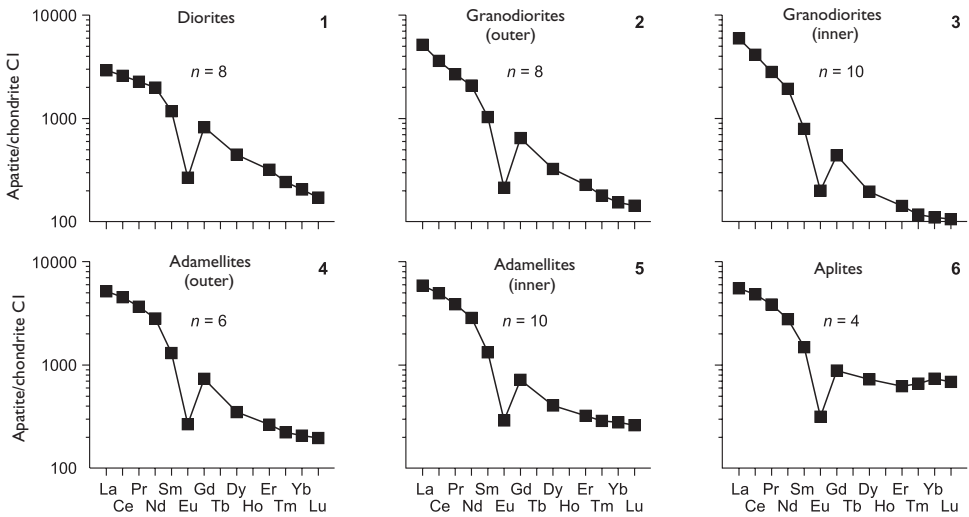 Diorites
1
n = 8
10000
1000
100
Apatite/chondrite C1
Granodiorites
(outer)
2
n = 8
Granodiorites
(inner)
3
n = 10
Adamellites
(outer)
4
n = 6
10000
1000
100
Apatite/chondrite C1
Adamellites
(inner)
5
n = 10
Aplites
6
n = 4
La Pr Sm Gd Dy Er Yb
Ce Nd Eu Tb Ho Tm Lu
La Pr Sm Gd Dy Er Yb
Ce Nd Eu Tb Ho Tm Lu
La Pr Sm Gd Dy Er Yb
Ce Nd Eu Tb Ho Tm Lu